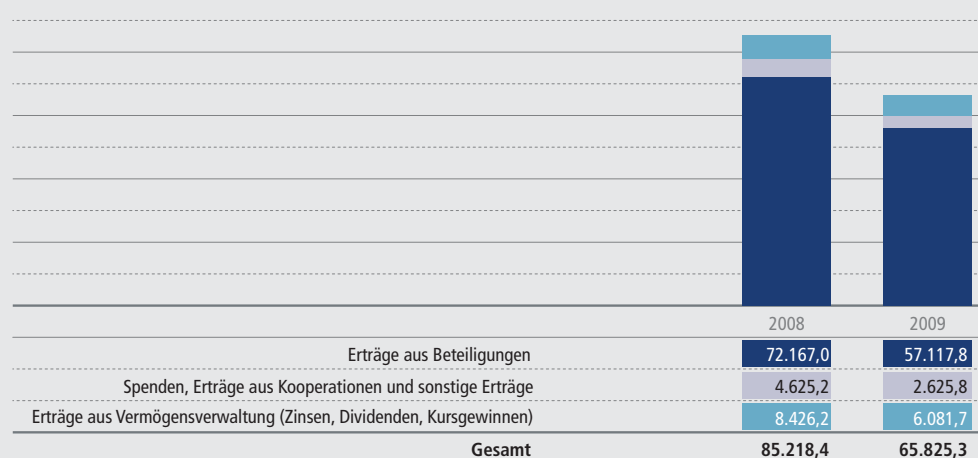 2008 2009
Erträge aus Beteiligungen 72.167,0 57.117,8
Spenden, Erträge aus Kooperationen und sonstige Erträge 4.625,2 2.625,8
Erträge aus Vermögensverwaltung (Zinsen, Dividenden, Kursgewinnen) 8.426,2 6.081,7
Gesamt 85.218,4 65.825,3